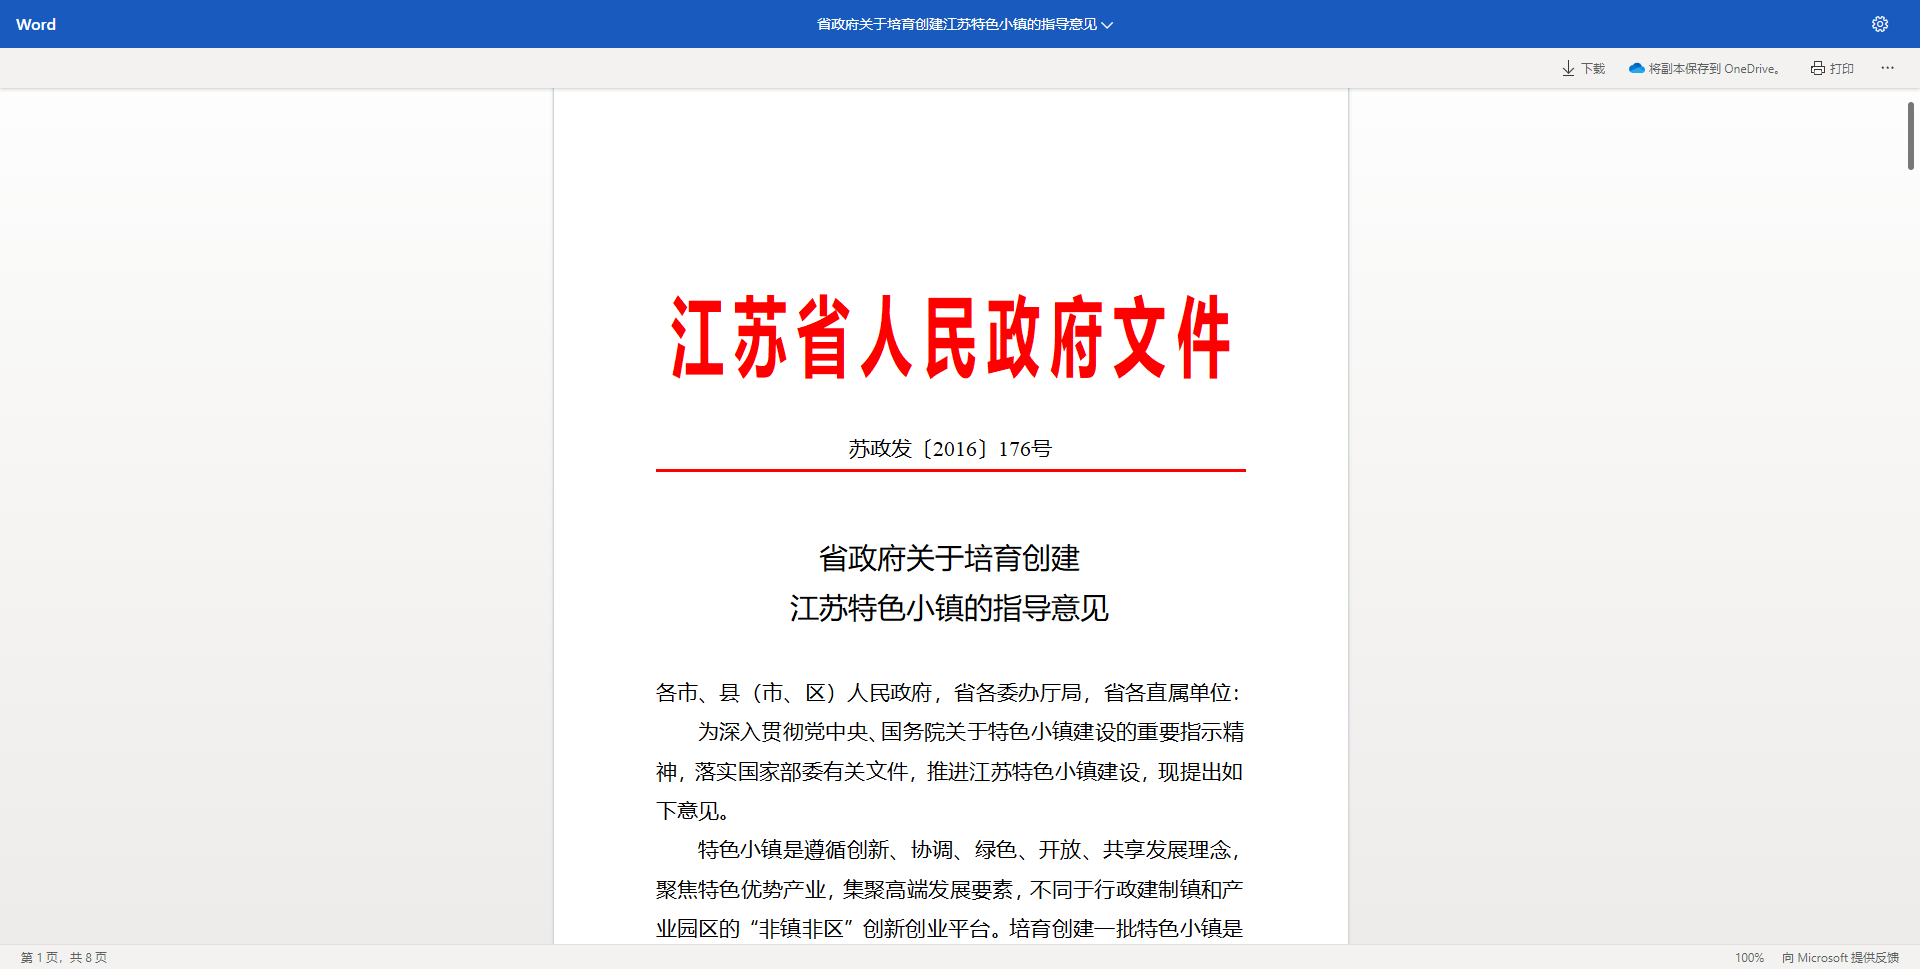 Word
省政府关于培育创建江苏特色小镇的指导意见
下载 将副本保存到 OneDrive。 打印 ···
江苏省人民政府文件
苏政发〔2016〕176号
省政府关于培育创建
江苏特色小镇的指导意见
各市、县（市、区）人民政府，省各委办厅局，省各直属单位：
为深入贯彻党中央、国务院关于特色小镇建设的重要指示精
神，落实国家部委有关文件，推进江苏特色小镇建设，现提出如
下意见。
特色小镇是遵循创新、协调、绿色、开放、共享发展理念，
聚焦特色优势产业，集聚高端发展要素，不同于行政建制镇和产
业园区的“非镇非区”创新创业平台。培育创建一批特色小镇是
第 1 页，共 8 页
100% 向 Microsoft 提供反馈